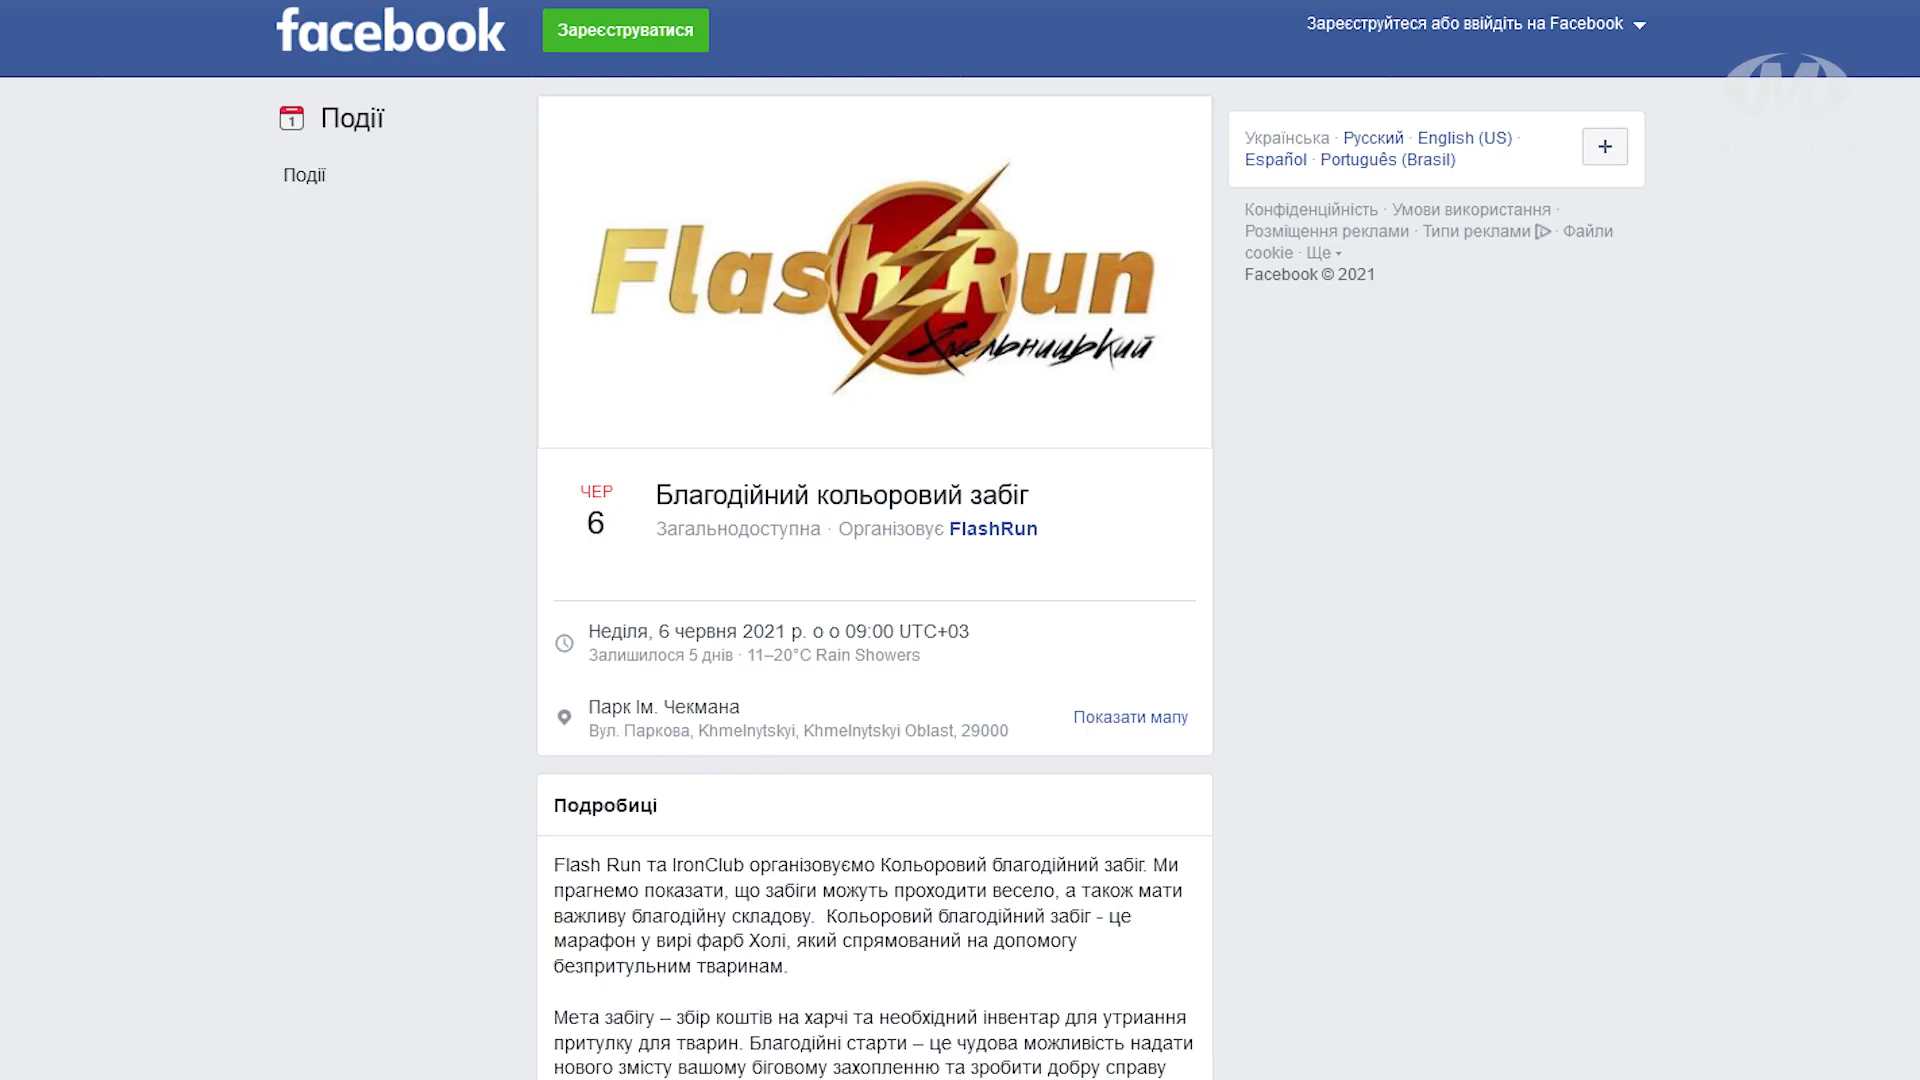 facebook
Зареєструватися
Зареєструйтеся або ввійдіть на Facebook
1
Події
Події
FlashRun
Хмельницький
ЧЕР
6
Благодійний кольоровий забіг
Загальнодоступна · Організовує FlashRun
Неділя, 6 червня 2021 р. о о 09:00 UTC+03
Залишилося 5 днів · 11–20°C Rain Showers
Парк Ім. Чекмана
Вул. Паркова, Khmelnytskyi, Khmelnytskyi Oblast, 29000
Показати мапу
Подробиці
Flash Run та IronClub організовуємо Кольоровий благодійний забіг. Ми
прагнемо показати, що забіги можуть проходити весело, а також мати
важливу благодійну складову. Кольоровий благодійний забіг - це
марафон у вирі фарб Холі, який спрямований на допомогу
безпритульним тваринам.
Мета забігу – збір коштів на харчі та необхідний інвентар для утриання
притулку для тварин. Благодійні старти – це чудова можливість надати
нового змісту вашому біговому захопленню та зробити добру справу
Українська · Русский · English (US) ·
Español · Português (Brasil)
+
Конфіденційність · Умови використання ·
Розміщення реклами · Типи реклами · Файли
cookie · Ще
Facebook © 2021
M